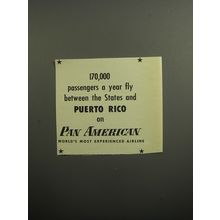 170,000
passengers a year fly
between the States and
PUERTO RICO
on
PAN AMERICAN
WORLD'S MOST EXPERIENCED AIRLINE